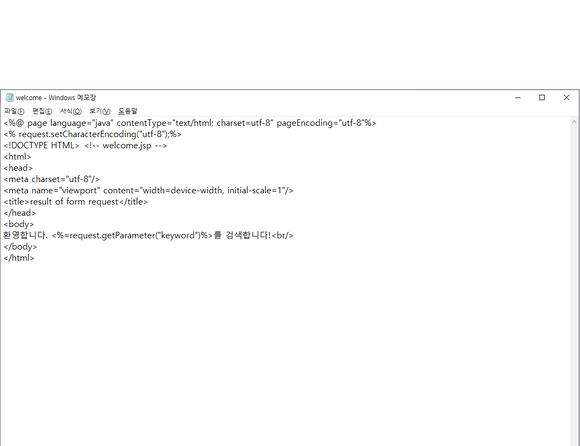 welcome - Windows 메모장
파일(F) 편집(E) 서식(O) 보기(V) 도움말
<%@ page language="java" contentType="text/html; charset=utf-8" pageEncoding="utf-8"%>
<% request.setCharacterEncoding("utf-8");%>
<!DOCTYPE HTML> <!-- welcome.jsp -->
<html>
<head>
<meta charset="utf-8"/>
<meta name="viewport" content="width=device-width, initial-scale=1"/>
<title>result of form request</title>
</head>
<body>
환영합니다. <%=request.getParameter("keyword")%>를 검색합니다!<br/>
</body>
</html>